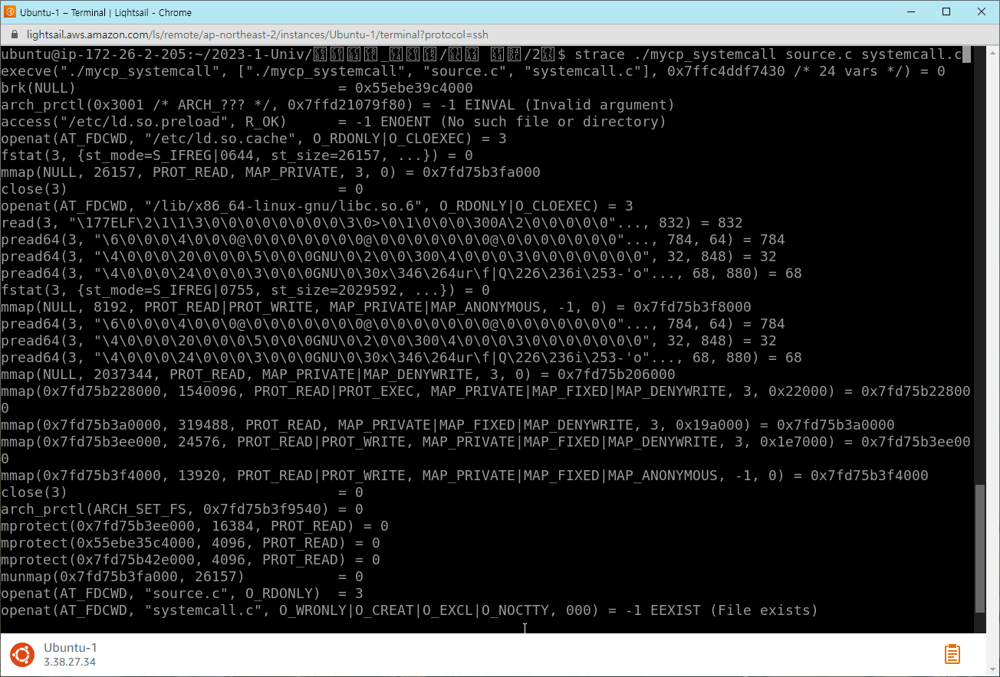 Ubuntu-1 – Terminal | Lightsail - Chrome
lightsail.aws.amazon.com/ls/remote/ap-northeast-2/instances/Ubuntu-1/terminal?protocol=ssh
ubuntu@ip-172-26-2-205:~/2023-1-Univ/_/ /2$ strace ./mycp_systemcall source.c systemcall.c
execve("./mycp_systemcall", ["./mycp_systemcall", "source.c", "systemcall.c"], 0x7ffc4ddf7430 /* 24 vars */) = 0
brk(NULL) = 0x55ebe39c4000
arch_prctl(0x3001 /* ARCH_??? */, 0x7ffd21079f80) = -1 EINVAL (Invalid argument)
access("/etc/ld.so.preload", R_OK) = -1 ENOENT (No such file or directory)
openat(AT_FDCWD, "/etc/ld.so.cache", O_RDONLY|O_CLOEXEC) = 3
fstat(3, {st_mode=S_IFREG|0644, st_size=26157, ...}) = 0
mmap(NULL, 26157, PROT_READ, MAP_PRIVATE, 3, 0) = 0x7fd75b3fa000
close(3) = 0
openat(AT_FDCWD, "/lib/x86_64-linux-gnu/libc.so.6", O_RDONLY|O_CLOEXEC) = 3
read(3, "\177ELF\2\1\1\3\0\0\0\0\0\0\0\0\3\0>\0\1\0\0\0\300A\2\0\0\0\0\0"..., 832) = 832
pread64(3, "\6\0\0\0\4\0\0\0@\0\0\0\0\0\0\0@\0\0\0\0\0\0\0@\0\0\0\0\0\0\0"..., 784, 64) = 784
pread64(3, "\4\0\0\0\20\0\0\0\5\0\0\0GNU\0\2\0\0\300\4\0\0\0\3\0\0\0\0\0\0\0", 32, 848) = 32
pread64(3, "\4\0\0\0\24\0\0\0\3\0\0\0GNU\0\30x\346\264ur\f|Q\226\236i\253-'o"..., 68, 880) = 68
fstat(3, {st_mode=S_IFREG|0755, st_size=2029592, ...}) = 0
mmap(NULL, 8192, PROT_READ|PROT_WRITE, MAP_PRIVATE|MAP_ANONYMOUS, -1, 0) = 0x7fd75b3f8000
pread64(3, "\6\0\0\0\4\0\0\0@\0\0\0\0\0\0\0@\0\0\0\0\0\0\0@\0\0\0\0\0\0\0"..., 784, 64) = 784
pread64(3, "\4\0\0\0\20\0\0\0\5\0\0\0GNU\0\2\0\0\300\4\0\0\0\3\0\0\0\0\0\0\0", 32, 848) = 32
pread64(3, "\4\0\0\0\24\0\0\0\3\0\0\0GNU\0\30x\346\264ur\f|Q\226\236i\253-'o"..., 68, 880) = 68
mmap(NULL, 2037344, PROT_READ, MAP_PRIVATE|MAP_DENYWRITE, 3, 0) = 0x7fd75b206000
mmap(0x7fd75b228000, 1540096, PROT_READ|PROT_EXEC, MAP_PRIVATE|MAP_FIXED|MAP_DENYWRITE, 3, 0x22000) = 0x7fd75b22800
0
mmap(0x7fd75b3a0000, 319488, PROT_READ, MAP_PRIVATE|MAP_FIXED|MAP_DENYWRITE, 3, 0x19a000) = 0x7fd75b3a0000
mmap(0x7fd75b3ee000, 24576, PROT_READ|PROT_WRITE, MAP_PRIVATE|MAP_FIXED|MAP_DENYWRITE, 3, 0x1e7000) = 0x7fd75b3ee00
0
mmap(0x7fd75b3f4000, 13920, PROT_READ|PROT_WRITE, MAP_PRIVATE|MAP_FIXED|MAP_ANONYMOUS, -1, 0) = 0x7fd75b3f4000
close(3) = 0
arch_prctl(ARCH_SET_FS, 0x7fd75b3f9540) = 0
mprotect(0x7fd75b3ee000, 16384, PROT_READ) = 0
mprotect(0x55ebe35c4000, 4096, PROT_READ) = 0
mprotect(0x7fd75b42e000, 4096, PROT_READ) = 0
munmap(0x7fd75b3fa000, 26157) = 0
openat(AT_FDCWD, "source.c", O_RDONLY) = 3
openat(AT_FDCWD, "systemcall.c", O_WRONLY|O_CREAT|O_EXCL|O_NOCTTY, 000) = -1 EEXIST (File exists)
Ubuntu-1
3.38.27.34